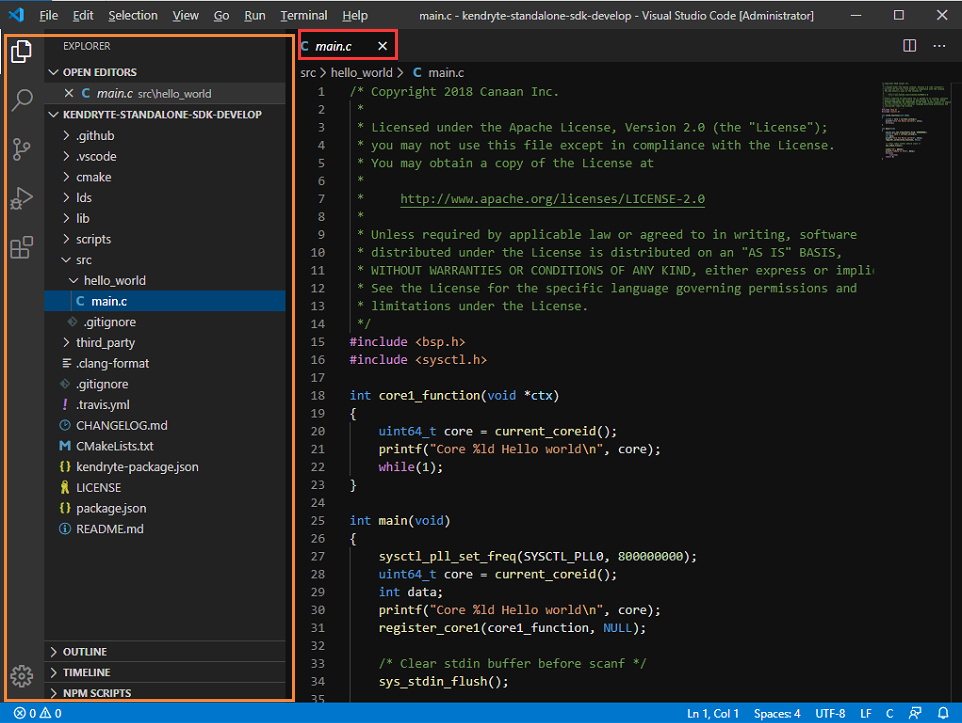 File Edit Selection View Go Run Terminal Help main.c - kendryte-standalone-sdk-develop - Visual Studio Code [Administrator]
EXPLORER
OPEN EDITORS
C main.c src\hello_world
KENDRYTE-STANDALONE-SDK-DEVELOP
.github
.vscode
cmake
lds
lib
scripts
src
hello_world
C main.c
.gitignore
third_party
.clang-format
.gitignore
! .travis.yml
CHANGELOG.md
M CMakeLists.txt
{} kendryte-package.json
LICENSE
{} package.json
README.md
OUTLINE
TIMELINE
NPM SCRIPTS
C main.c
src > hello_world > C main.c
1 /* Copyright 2018 Canaan Inc.
2 *
3 * Licensed under the Apache License, Version 2.0 (the "License");
4 * you may not use this file except in compliance with the License.
5 * You may obtain a copy of the License at
6 *
7 * http://www.apache.org/licenses/LICENSE-2.0
8 *
9 * Unless required by applicable law or agreed to in writing, software
10 * distributed under the License is distributed on an "AS IS" BASIS,
11 * WITHOUT WARRANTIES OR CONDITIONS OF ANY KIND, either express or impli
12 * See the License for the specific language governing permissions and
13 * limitations under the License.
14 */
15 #include <bsp.h>
16 #include <sysctl.h>
17
18 int core1_function(void *ctx)
19 {
20 uint64_t core = current_coreid();
21 printf("Core %ld Hello world\n", core);
22 while(1);
23 }
24
25 int main(void)
26 {
27 sysctl_pll_set_freq(SYSCTL_PLL0, 800000000);
28 uint64_t core = current_coreid();
29 int data;
30 printf("Core %ld Hello world\n", core);
31 register_core1(core1_function, NULL);
32
33 /* Clear stdin buffer before scanf */
34 sys_stdin_flush();
35
0 0 Ln 1, Col 1 Spaces: 4 UTF-8 LF C